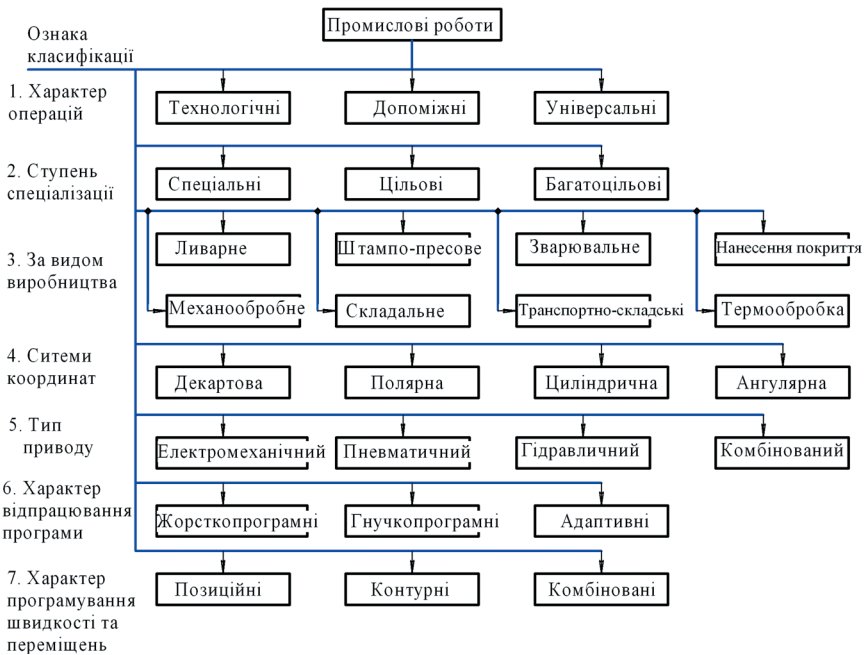 Промислові роботи
Ознака
класифікації
1. Характер
операцій
Технологічні
Допоміжні
Універсальні
2. Ступень
спеціалізації
Спеціальні
Цільові
Багатоцільові
3. За видом
виробництва
Ливарне
Штампо-пресове
Зварювальне
Нанесення покриття
Механообробне
Складальне
Транспортно-складські
Термообробка
4. Ситеми
координат
Декартова
Полярна
Циліндрична
Ангулярна
5. Тип
приводу
Електромеханічний
Пневматичний
Гідравличний
Комбінований
6. Характер
відпрацювання
програми
Жорсткопрограмні
Гнучкопрограмні
Адаптивні
7. Характер
програмування
швидкості та
переміщень
Позиційні
Контурні
Комбіновані